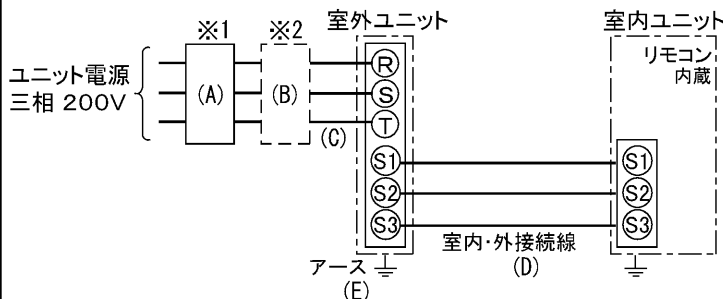 ※1
※2
室外ユニット
室内ユニット
ユニット電源
三相 200V
(A)
(B)
(C)
R
S
T
リモコン
内蔵
S1
S2
S3
S1
S2
S3
室内・外接続線
(D)
アース
(E)